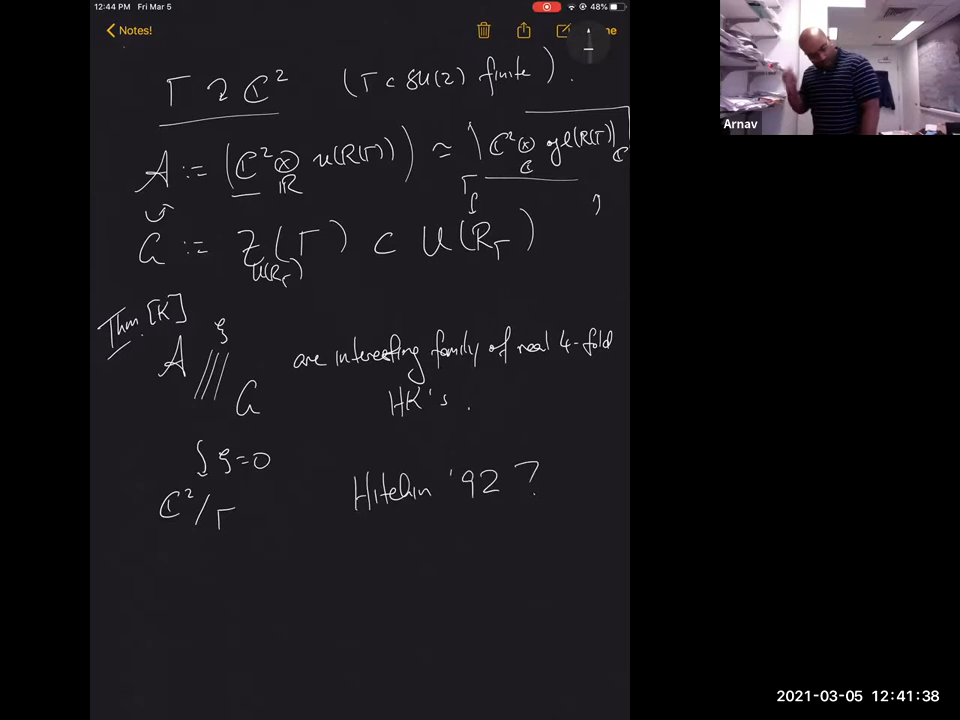 12:44 PM Fri Mar 5
48%
Notes!
Γ ↷ ℂ² (Γ ⊂ SU(2) finite).
A := (ℂ² ⊗_ℝ u(R(Γ))) ≃ (ℂ² ⊗_ℂ gl(R(Γ)))
G := Z_{U(R_Γ)}(Γ) ⊂ U(R_Γ)
Thm. [K]
A ///^ξ G are interesting family of real 4-fold
HK's.
ξ=0
ℂ²/Γ Hitchin '92 ?
Arnav
2021-03-05 12:41:38